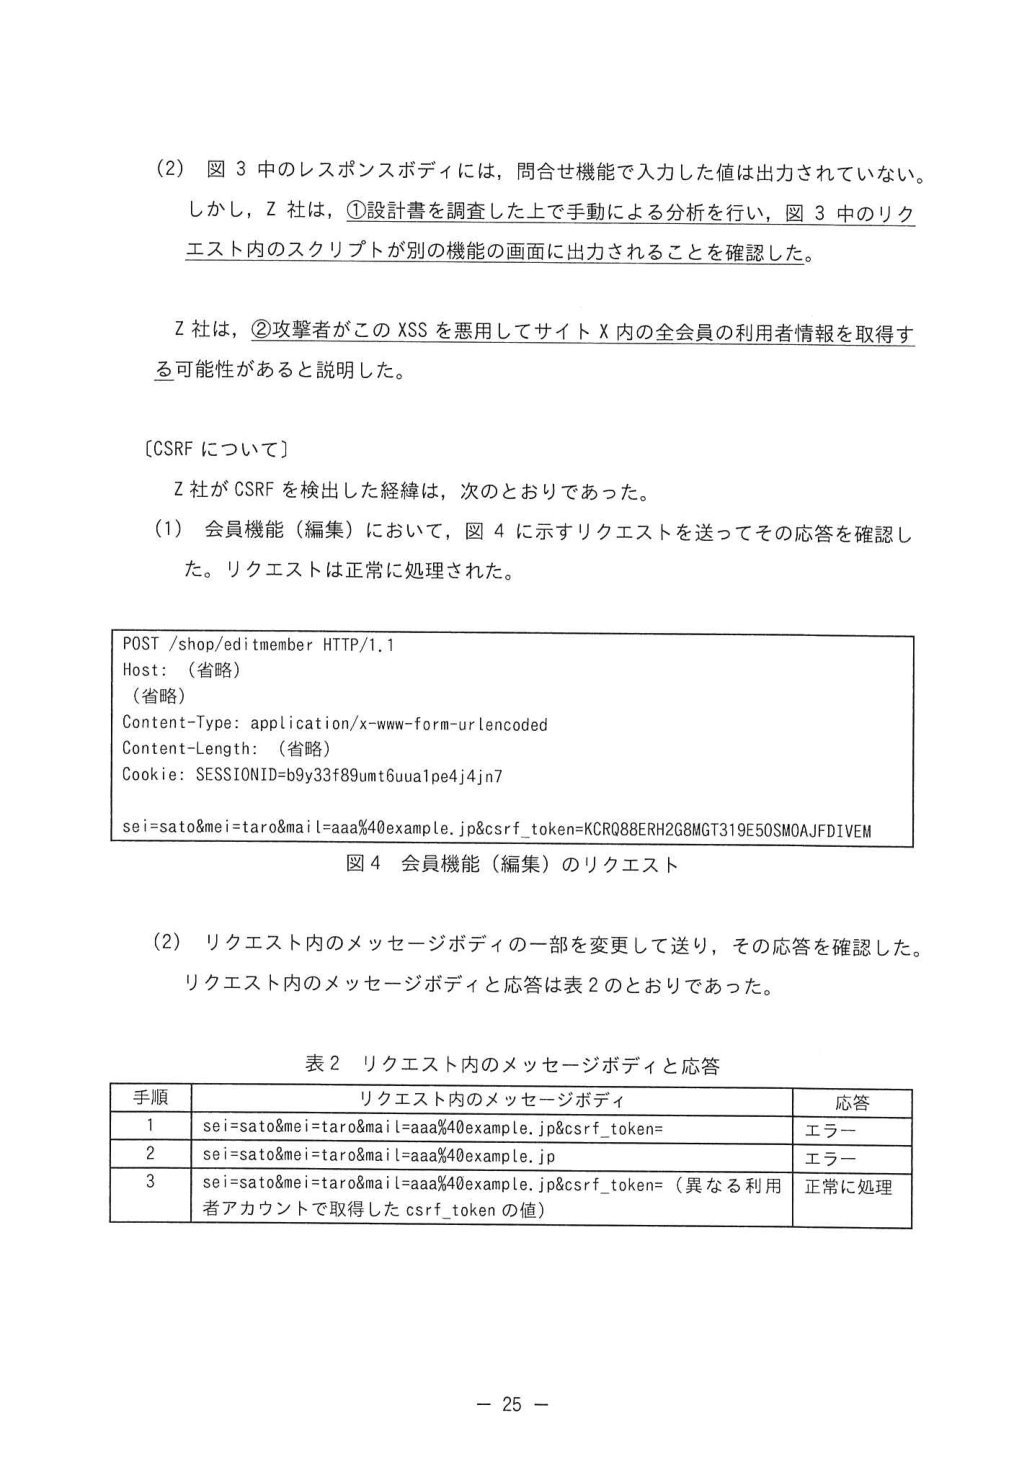 (2) 図 3 中のレスポンスボディには，問合せ機能で入力した値は出力されていない。
しかし，Z 社は，①設計書を調査した上で手動による分析を行い，図 3 中のリク
エスト内のスクリプトが別の機能の画面に出力されることを確認した。
Z 社は，②攻撃者がこの XSS を悪用してサイト X 内の全会員の利用者情報を取得す
る可能性があると説明した。
〔CSRF について〕
Z 社が CSRF を検出した経緯は，次のとおりであった。
(1) 会員機能（編集）において，図 4 に示すリクエストを送ってその応答を確認し
た。リクエストは正常に処理された。
POST /shop/editmember HTTP/1.1
Host: （省略）
（省略）
Content-Type: application/x-www-form-urlencoded
Content-Length: （省略）
Cookie: SESSIONID=b9y33f89umt6uua1pe4j4jn7
sei=sato&mei=taro&mail=aaa%40example.jp&csrf_token=KCRQ88ERH2G8MGT319E50SMOAJFDIVEM
図 4 会員機能（編集）のリクエスト
(2) リクエスト内のメッセージボディの一部を変更して送り，その応答を確認した。
リクエスト内のメッセージボディと応答は表 2 のとおりであった。
表 2 リクエスト内のメッセージボディと応答
手順 リクエスト内のメッセージボディ 応答
1 sei=sato&mei=taro&mail=aaa%40example.jp&csrf_token= エラー
2 sei=sato&mei=taro&mail=aaa%40example.jp エラー
3 sei=sato&mei=taro&mail=aaa%40example.jp&csrf_token=（異なる利用 正常に処理
者アカウントで取得した csrf_token の値）
－ 25 －